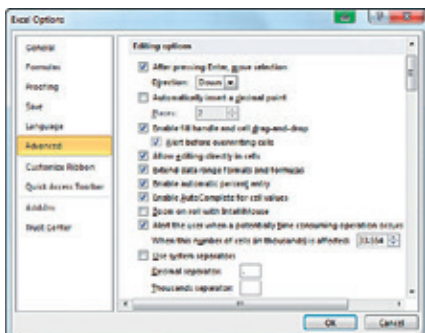 Excel Options
General
Formulas
Proofing
Save
Language
Advanced
Customize Ribbon
Quick Access Toolbar
Add-Ins
Trust Center
Editing options
After pressing Enter, move selection
Direction: Down
Automatically insert a decimal point
Places: 2
Enable fill handle and cell drag-and-drop
Alert before overwriting cells
Allow editing directly in cells
Extend data range formats and formulas
Enable automatic percent entry
Enable AutoComplete for cell values
Zoom on roll with IntelliMouse
Alert the user when a potentially time consuming operation occurs
When this number of cells (in thousands) is affected: 33,554
Use system separators
Decimal separator: .
Thousands separator:
OK
Cancel